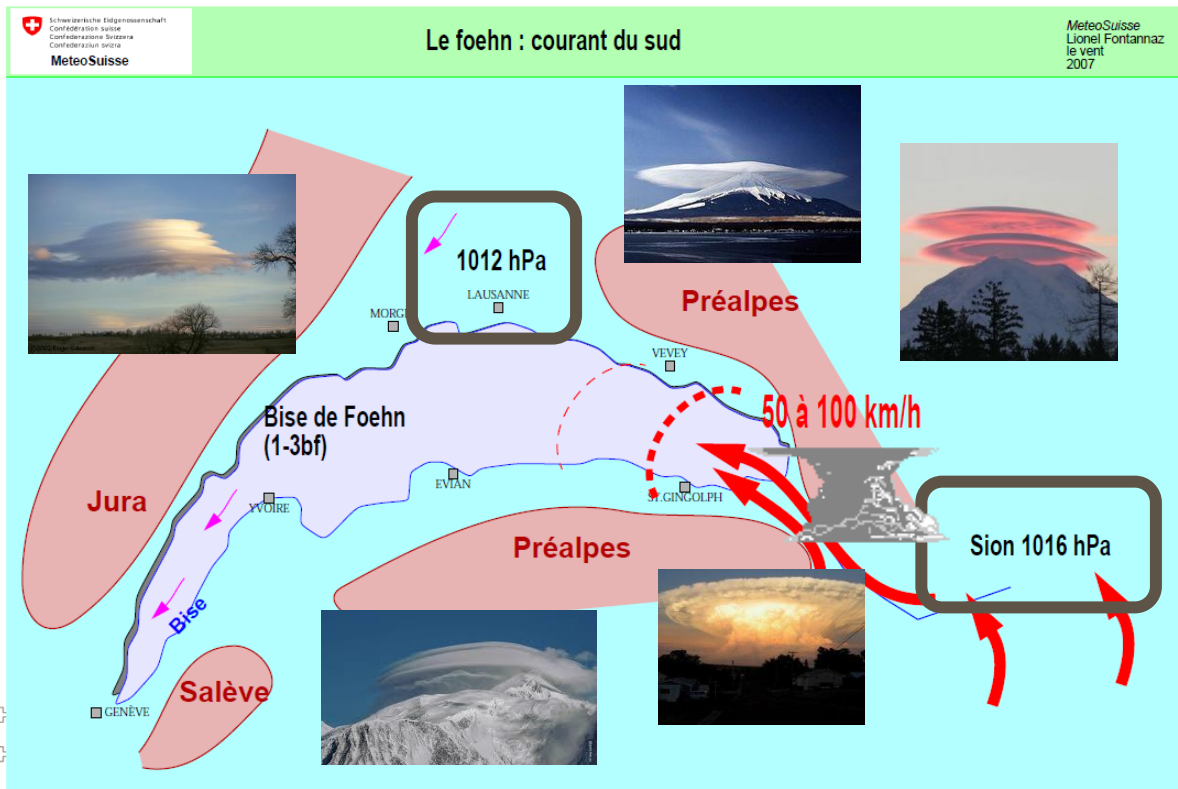 Schweizerische Eidgenossenschaft
Confédération suisse
Confederazione Svizzera
Confederaziun svizra
MeteoSuisse
Le foehn : courant du sud
MeteoSuisse
Lionel Fontannaz
le vent
2007
1012 hPa
LAUSANNE
MORG
Préalpes
VEVEY
50 à 100 km/h
Bise de Foehn
(1-3bf)
EVIAN
ST.GINGOLPH
Jura
YVOIRE
Préalpes
Sion 1016 hPa
Bise
Salève
GENÈVE